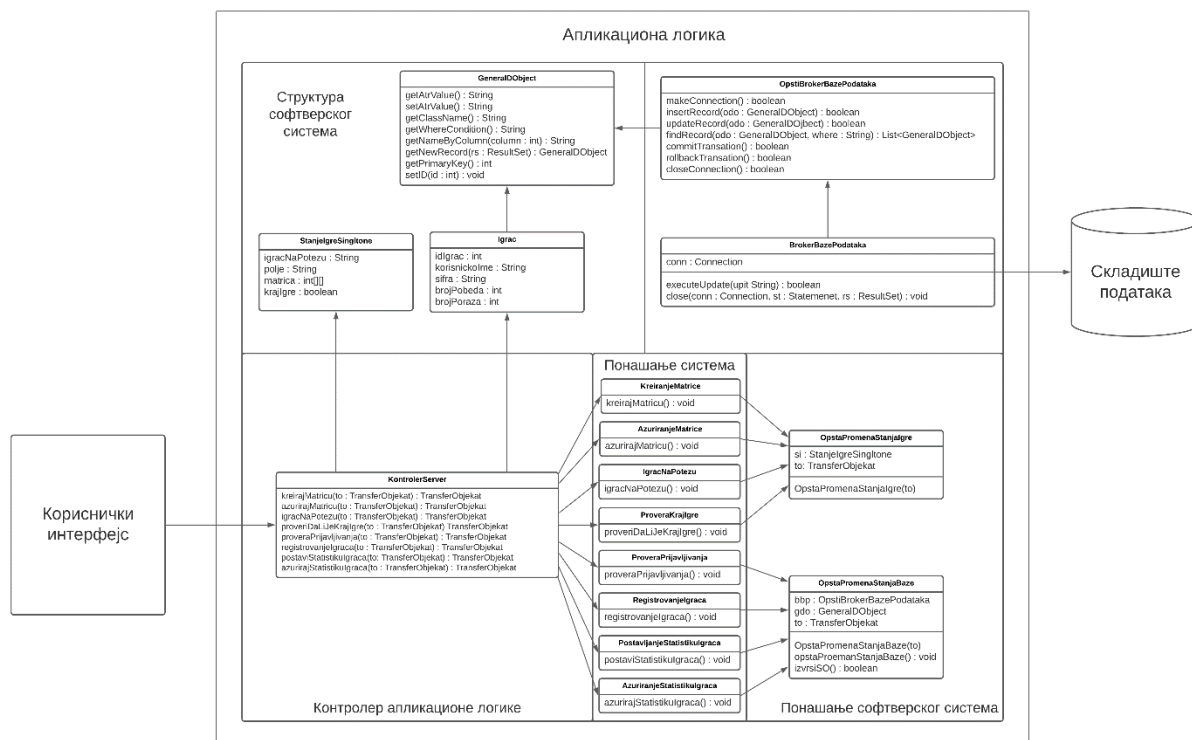 Апликациона логика
Структура
софтверског
система
GeneralDObject
getAtrValue() : String
setAtrValue() : String
getClassName() : String
getWhereCondition() : String
getNameByColumn(column : int) : String
getNewRecord(rs : ResultSet) : GeneralDObject
getPrimaryKey() : int
setID(id : int) : void
OpstiBrokerBazePodataka
makeConnection() : boolean
insertRecord(odo : GeneralDObject) : boolean
updateRecord(odo : GeneralDOjbect) : boolean
findRecord(odo : GeneralDObject, where : String) : List<GeneralDObject>
commitTransation() : boolean
rollbackTransation() : boolean
closeConnection() : boolean
StanjeIgreSingltone
igracNaPotezu : String
polje : String
matrica : int[][]
krajIgre : boolean
Igrac
idIgrac : int
korisnickoIme : String
sifra : String
brojPobeda : int
brojPoraza : int
BrokerBazePodataka
conn : Connection
executeUpdate(upit String) : boolean
close(conn : Connection, st : Statemenet, rs : ResultSet) : void
Складиште
података
Понашање система
KreiranjeMatrice
kreirajMatricu() : void
AzuriranjeMatrice
azurirajMatricu() : void
IgracNaPotezu
igracNaPotezu() : void
ProveraKrajIgre
proveriDaLiJeKrajIgre() : void
ProveraPrijavljivanja
proveraPrijavljivanja() : void
RegistrovanjeIgraca
registrovanjeIgraca() : void
PostavljanjeStatistikuIgraca
postaviStatistikuIgraca() : void
AzuriranjeStatistikuIgraca
azurirajStatistikuIgraca() : void
OpstaPromenaStanjaIgre
si : StanjeIgreSingltone
to: TransferObjekat
OpstaPromenaStanjaIgre(to)
Кориснички
интерфејс
KontrolerServer
kreirajMatricu(to : TransferObjekat) : TransferObjekat
azurirajMatricu(to : TransferObjekat) : TransferObjekat
igracNaPotezu(to : TransferObjekat) : TransferObjekat
proveriDaLiJeKrajIgre(to : TransferObjekat) TransferObjekat
proveraPrijavljivanja(to : TransferObjekat) : TransferObjekat
registrovanjeIgraca(to : TransferObjekat) : TransferObjekat
postaviStatistikuIgraca(to : TransferObjekat) : TransferObjekat
azurirajStatistikuIgraca(to : TransferObjekat) : TransferObjekat
OpstaPromenaStanjaBaze
bbp : OpstiBrokerBazePodataka
gdo : GeneralDObject
to : TransferObjekat
OpstaPromenaStanjaBaze(to)
opstaProemanStanjaBaze() : void
izvrsiSO() : boolean
Контролер апликационе логике
Понашање софтверског система